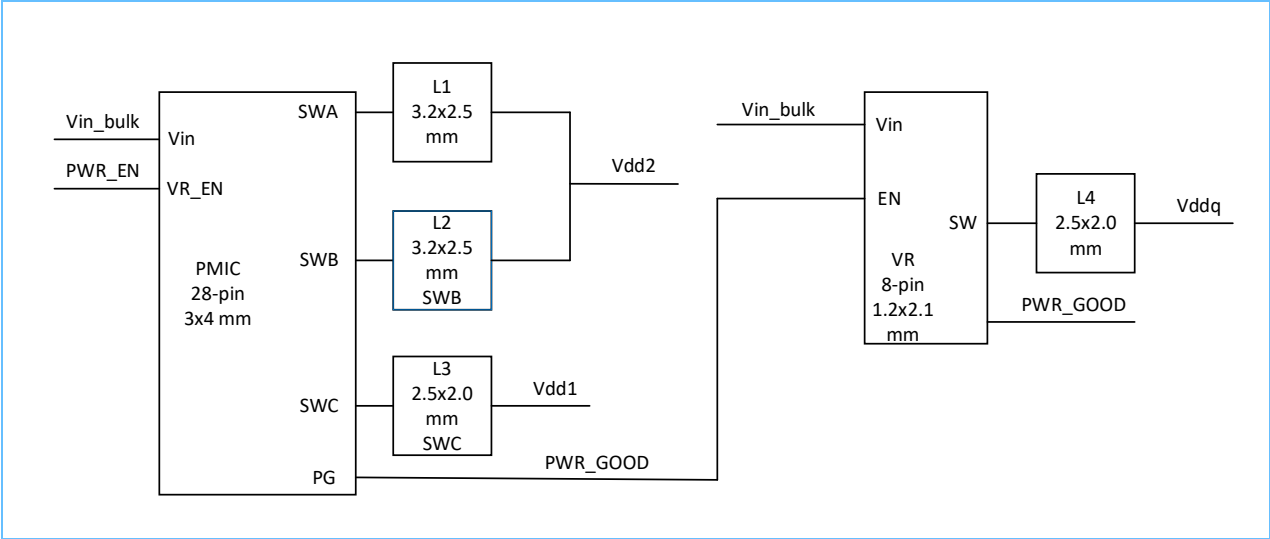 Vin_bulk
PWR_EN
Vin
VR_EN
PMIC
28-pin
3x4 mm
SWA
SWB
SWC
PG
L1
3.2x2.5
mm
L2
3.2x2.5
mm
SWB
L3
2.5x2.0
mm
SWC
Vdd2
Vdd1
PWR_GOOD
Vin_bulk
Vin
EN
SW
VR
8-pin
1.2x2.1
mm
L4
2.5x2.0
mm
Vddq
PWR_GOOD